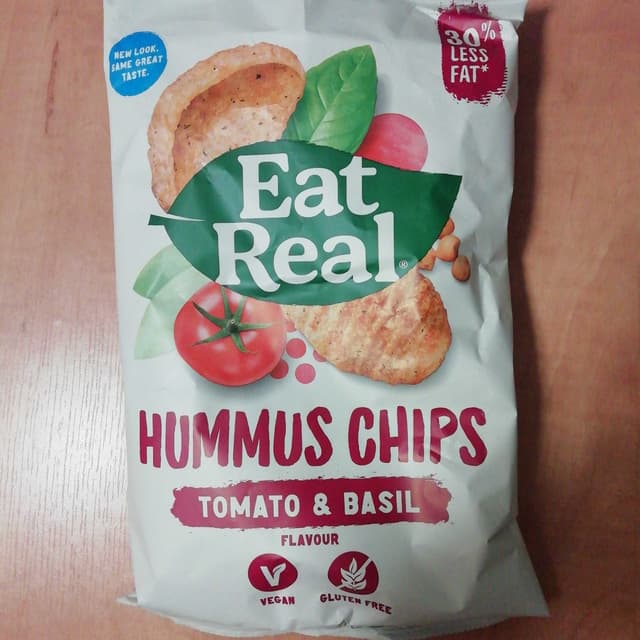 NEW LOOK.
SAME GREAT
TASTE.
30%
LESS
FAT*
Eat
Real®
HUMMUS CHIPS
TOMATO & BASIL
FLAVOUR
V
VEGAN
GLUTEN FREE